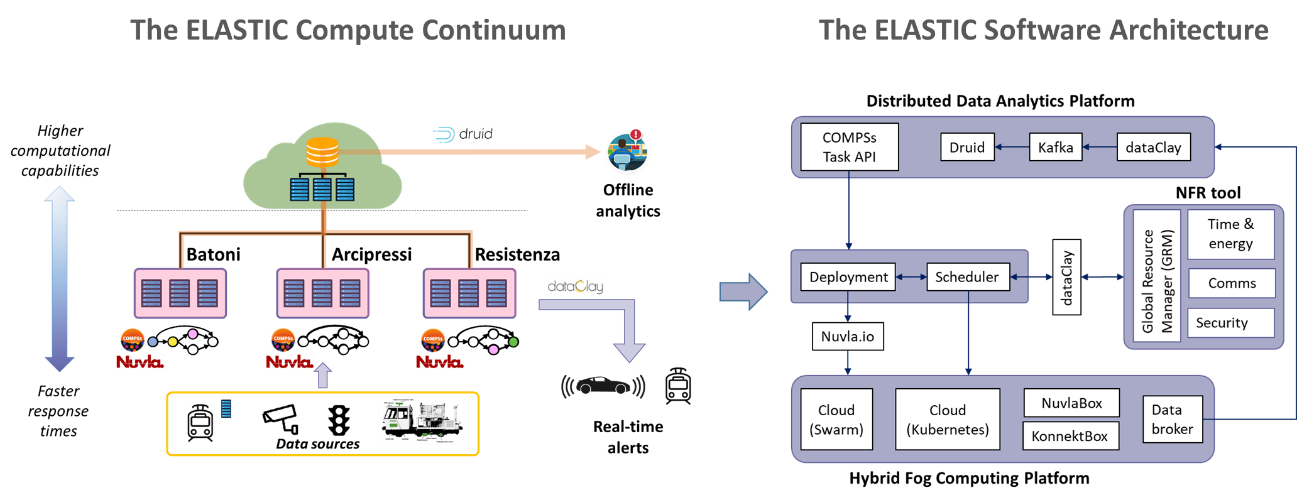 The ELASTIC Compute Continuum
Higher
computational
capabilities
druid
Offline
analytics
Batoni
Arcipressi
Resistenza
dataClay
COMPSs
Nuvla.
COMPSs
Nuvla.
COMPSs
Nuvla.
Faster
response
times
Data sources
Real-time
alerts
The ELASTIC Software Architecture
Distributed Data Analytics Platform
COMPSs
Task API
Druid
Kafka
dataClay
NFR tool
Global Resource
Manager (GRM)
Time &
energy
Comms
Security
Deployment
Scheduler
dataClay
Nuvla.io
Cloud
(Swarm)
Cloud
(Kubernetes)
NuvlaBox
KonnektBox
Data
broker
Hybrid Fog Computing Platform